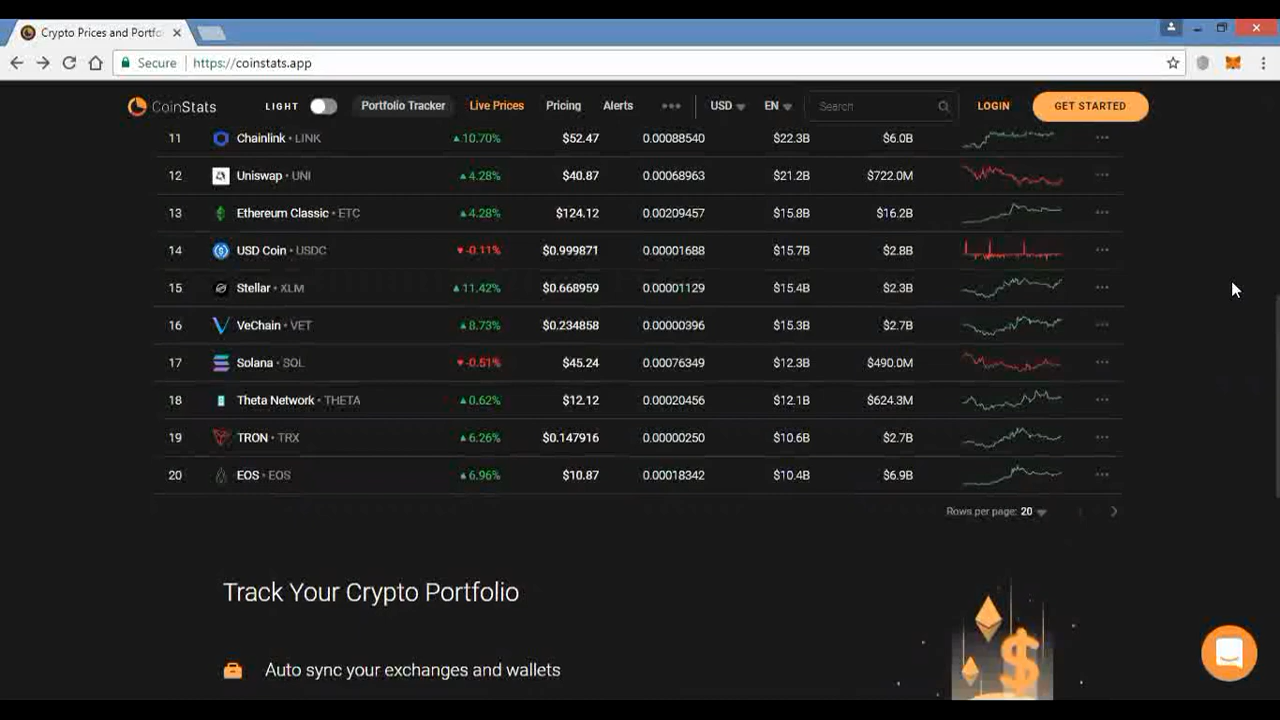 Crypto Prices and Portfo
Secure https://coinstats.app
CoinStats LIGHT Portfolio Tracker Live Prices Pricing Alerts ••• USD EN Search LOGIN GET STARTED
11 Chainlink • LINK 10.70% $52.47 0.00088540 $22.3B $6.0B
12 Uniswap • UNI 4.28% $40.87 0.00068963 $21.2B $722.0M
13 Ethereum Classic • ETC 4.28% $124.12 0.00209457 $15.8B $16.2B
14 USD Coin • USDC -0.11% $0.999871 0.00001688 $15.7B $2.8B
15 Stellar • XLM 11.42% $0.668959 0.00001129 $15.4B $2.3B
16 VeChain • VET 8.73% $0.234858 0.00000396 $15.3B $2.7B
17 Solana • SOL -0.51% $45.24 0.00076349 $12.3B $490.0M
18 Theta Network • THETA 0.62% $12.12 0.00020456 $12.1B $624.3M
19 TRON • TRX 6.26% $0.147916 0.00000250 $10.6B $2.7B
20 EOS • EOS 6.96% $10.87 0.00018342 $10.4B $6.9B
Rows per page: 20
Track Your Crypto Portfolio
Auto sync your exchanges and wallets